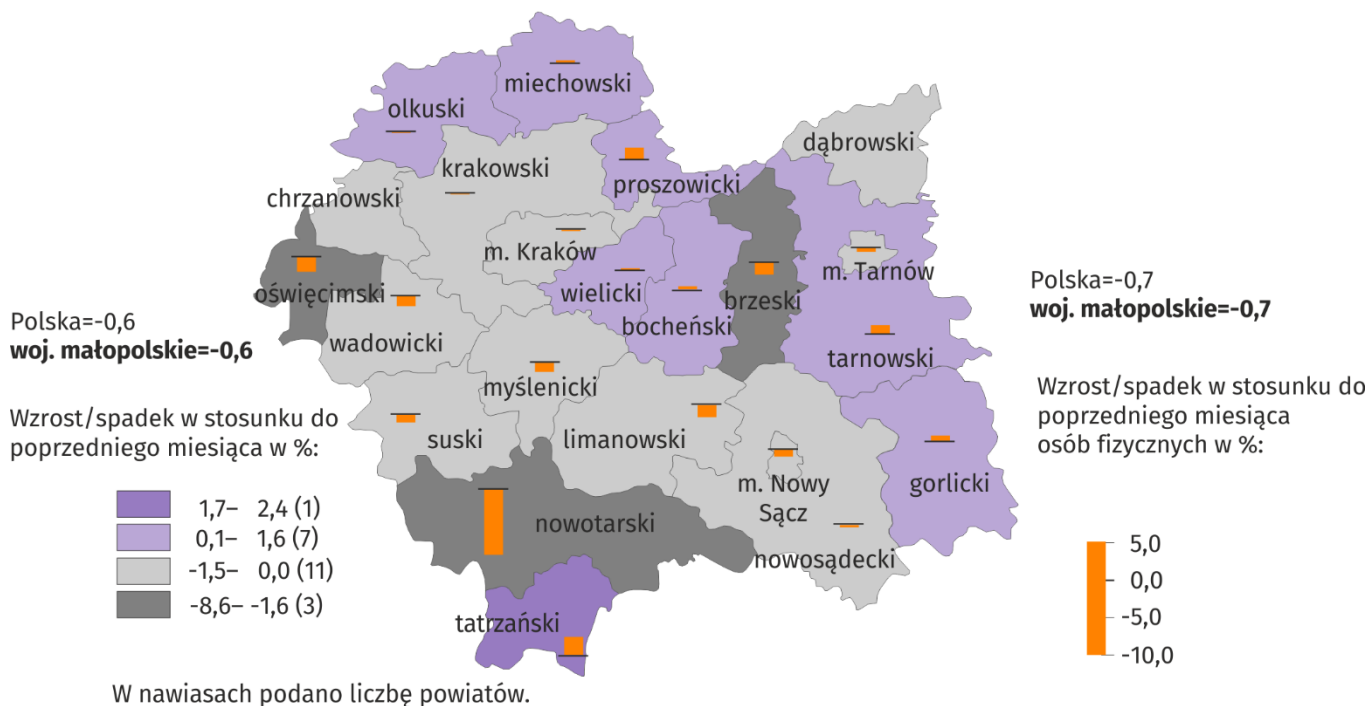 miechowski
olkuski
dąbrowski
krakowski
proszowicki
chrzanowski
m. Kraków
m. Tarnów
oświęcimski
wielicki
brzeski
bocheński
wadowicki
tarnowski
myślenicki
suski
limanowski
gorlicki
m. Nowy
Sącz
nowotarski
nowosądecki
tatrzański
Polska=-0,6
woj. małopolskie=-0,6
Wzrost/spadek w stosunku do
poprzedniego miesiąca w %:
1,7– 2,4 (1)
0,1– 1,6 (7)
-1,5– 0,0 (11)
-8,6– -1,6 (3)
Polska=-0,7
woj. małopolskie=-0,7
Wzrost/spadek w stosunku do
poprzedniego miesiąca
osób fizycznych w %:
5,0
0,0
-5,0
-10,0
W nawiasach podano liczbę powiatów.